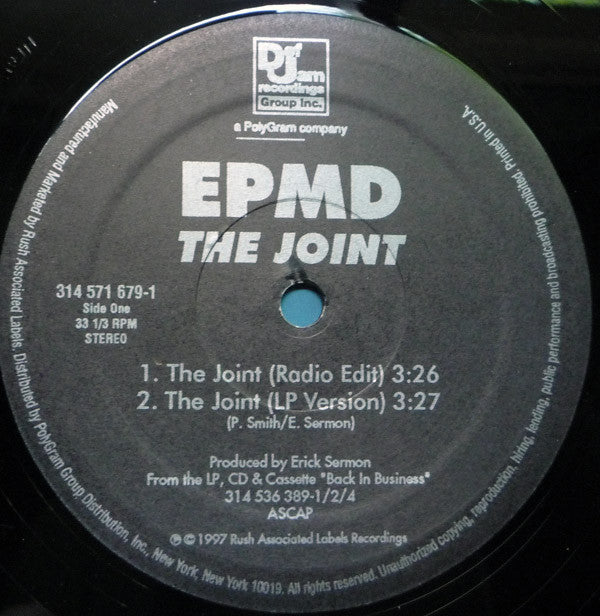 Def Jam
recordings
Group Inc.
a PolyGram company
EPMD
THE JOINT
314 571 679-1
Side One
33 1/3 RPM
STEREO
1. The Joint (Radio Edit) 3:26
2. The Joint (LP Version) 3:27
(P. Smith/E. Sermon)
Produced by Erick Sermon
From the LP, CD & Cassette "Back In Business"
314 536 389-1/2/4
ASCAP
℗ © 1997 Rush Associated Labels Recordings
Manufactured and Marketed by Rush Associated Labels. Distributed by PolyGram Group Distribution, Inc., New York, New York 10019. All rights reserved. Unauthorized copying, reproduction, hiring, lending, public performance and broadcasting prohibited. Printed in U.S.A.